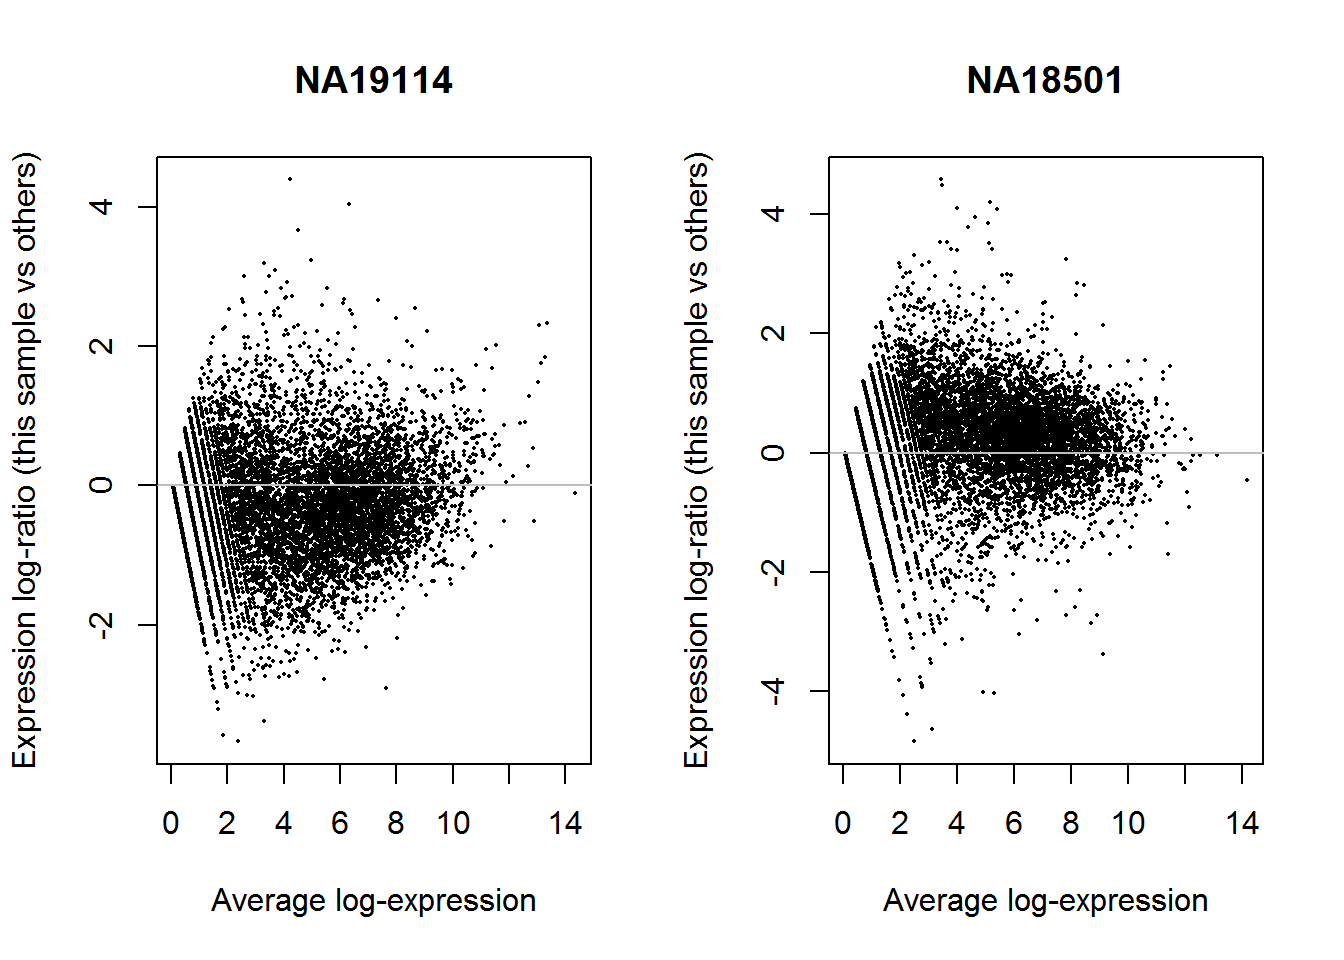 NA19114
Expression log-ratio (this sample vs others)
4
2
0
-2
0 2 4 6 8 10 14
Average log-expression
NA18501
Expression log-ratio (this sample vs others)
4
2
0
-2
-4
0 2 4 6 8 10 14
Average log-expression